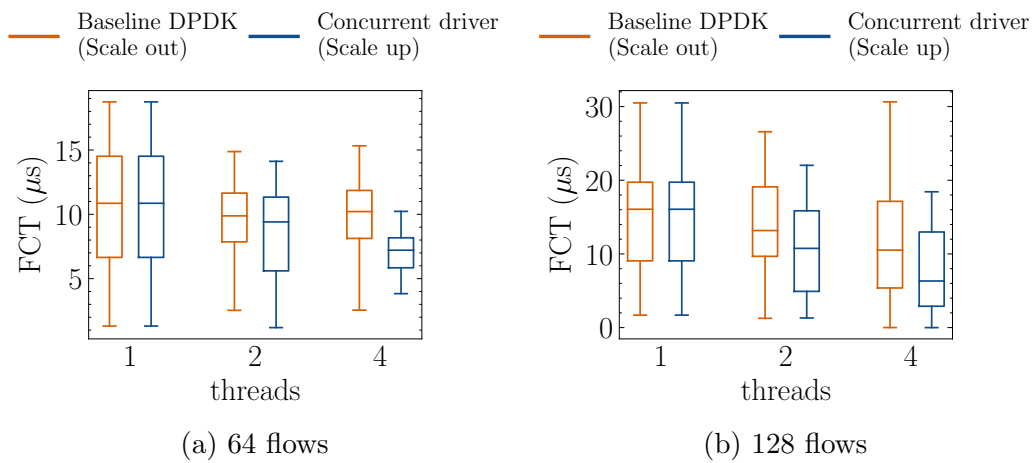 Baseline DPDK
(Scale out)
Concurrent driver
(Scale up)
FCT (μs)
15
10
5
1 2 4
threads
(a) 64 flows
Baseline DPDK
(Scale out)
Concurrent driver
(Scale up)
FCT (μs)
30
20
10
0
1 2 4
threads
(b) 128 flows